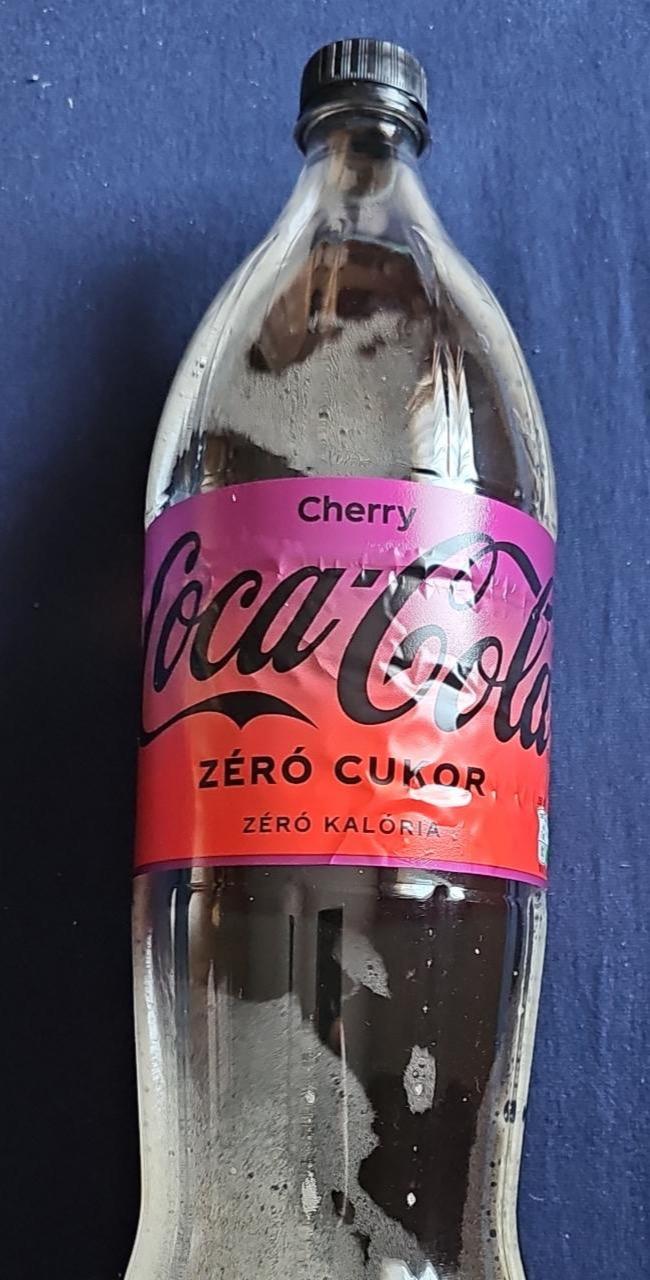 Cherry
Coca-Cola
ZÉRÓ CUKOR
ZÉRÓ KALÓRIA